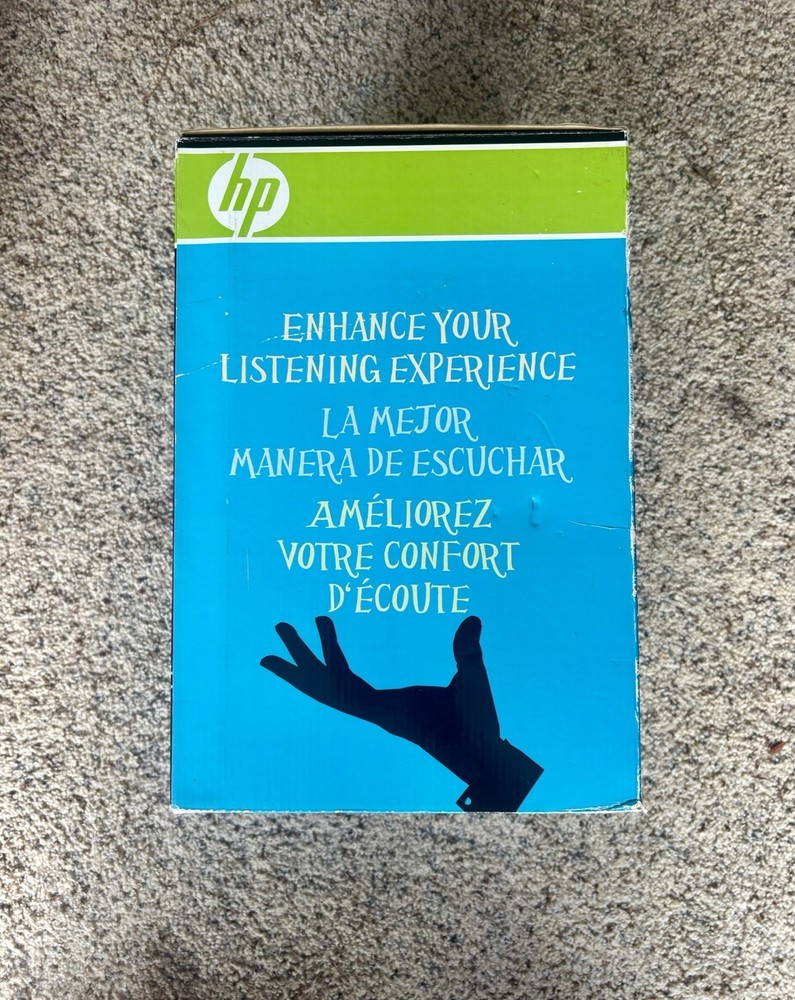 hp
ENHANCE YOUR
LISTENING EXPERIENCE
LA MEJOR
MANERA DE ESCUCHAR
AMÉLIOREZ
VOTRE CONFORT
D'ÉCOUTE